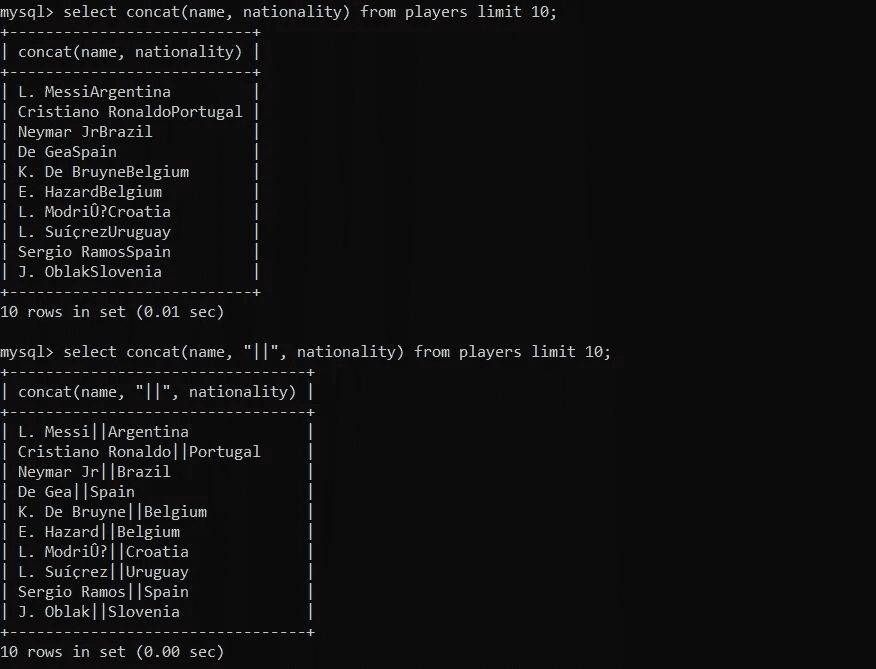 mysql> select concat(name, nationality) from players limit 10;
+---------------------------+
| concat(name, nationality) |
+---------------------------+
| L. MessiArgentina         |
| Cristiano RonaldoPortugal |
| Neymar JrBrazil           |
| De GeaSpain               |
| K. De BruyneBelgium       |
| E. HazardBelgium          |
| L. ModriÛ?Croatia         |
| L. SuíçrezUruguay         |
| Sergio RamosSpain         |
| J. OblakSlovenia          |
+---------------------------+
10 rows in set (0.01 sec)
mysql> select concat(name, "||", nationality) from players limit 10;
+---------------------------------+
| concat(name, "||", nationality) |
+---------------------------------+
| L. Messi||Argentina             |
| Cristiano Ronaldo||Portugal     |
| Neymar Jr||Brazil               |
| De Gea||Spain                   |
| K. De Bruyne||Belgium           |
| E. Hazard||Belgium              |
| L. ModriÛ?||Croatia             |
| L. Suíçrez||Uruguay             |
| Sergio Ramos||Spain             |
| J. Oblak||Slovenia              |
+---------------------------------+
10 rows in set (0.00 sec)